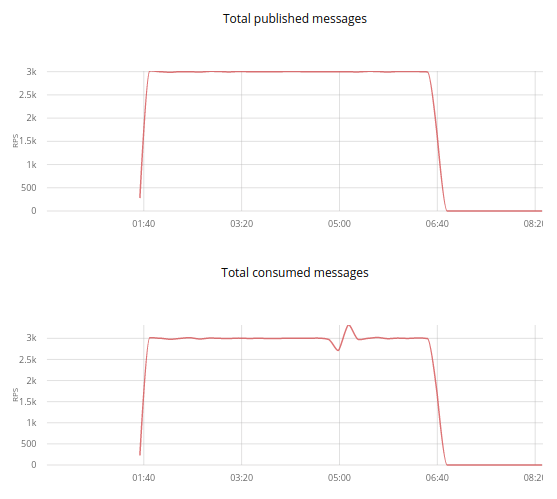 Total published messages
3k
2.5k
2k
RPS
1.5k
1k
500
0
01:40 03:20 05:00 06:40 08:20
Total consumed messages
3k
2.5k
2k
RPS
1.5k
1k
500
0
01:40 03:20 05:00 06:40 08:20